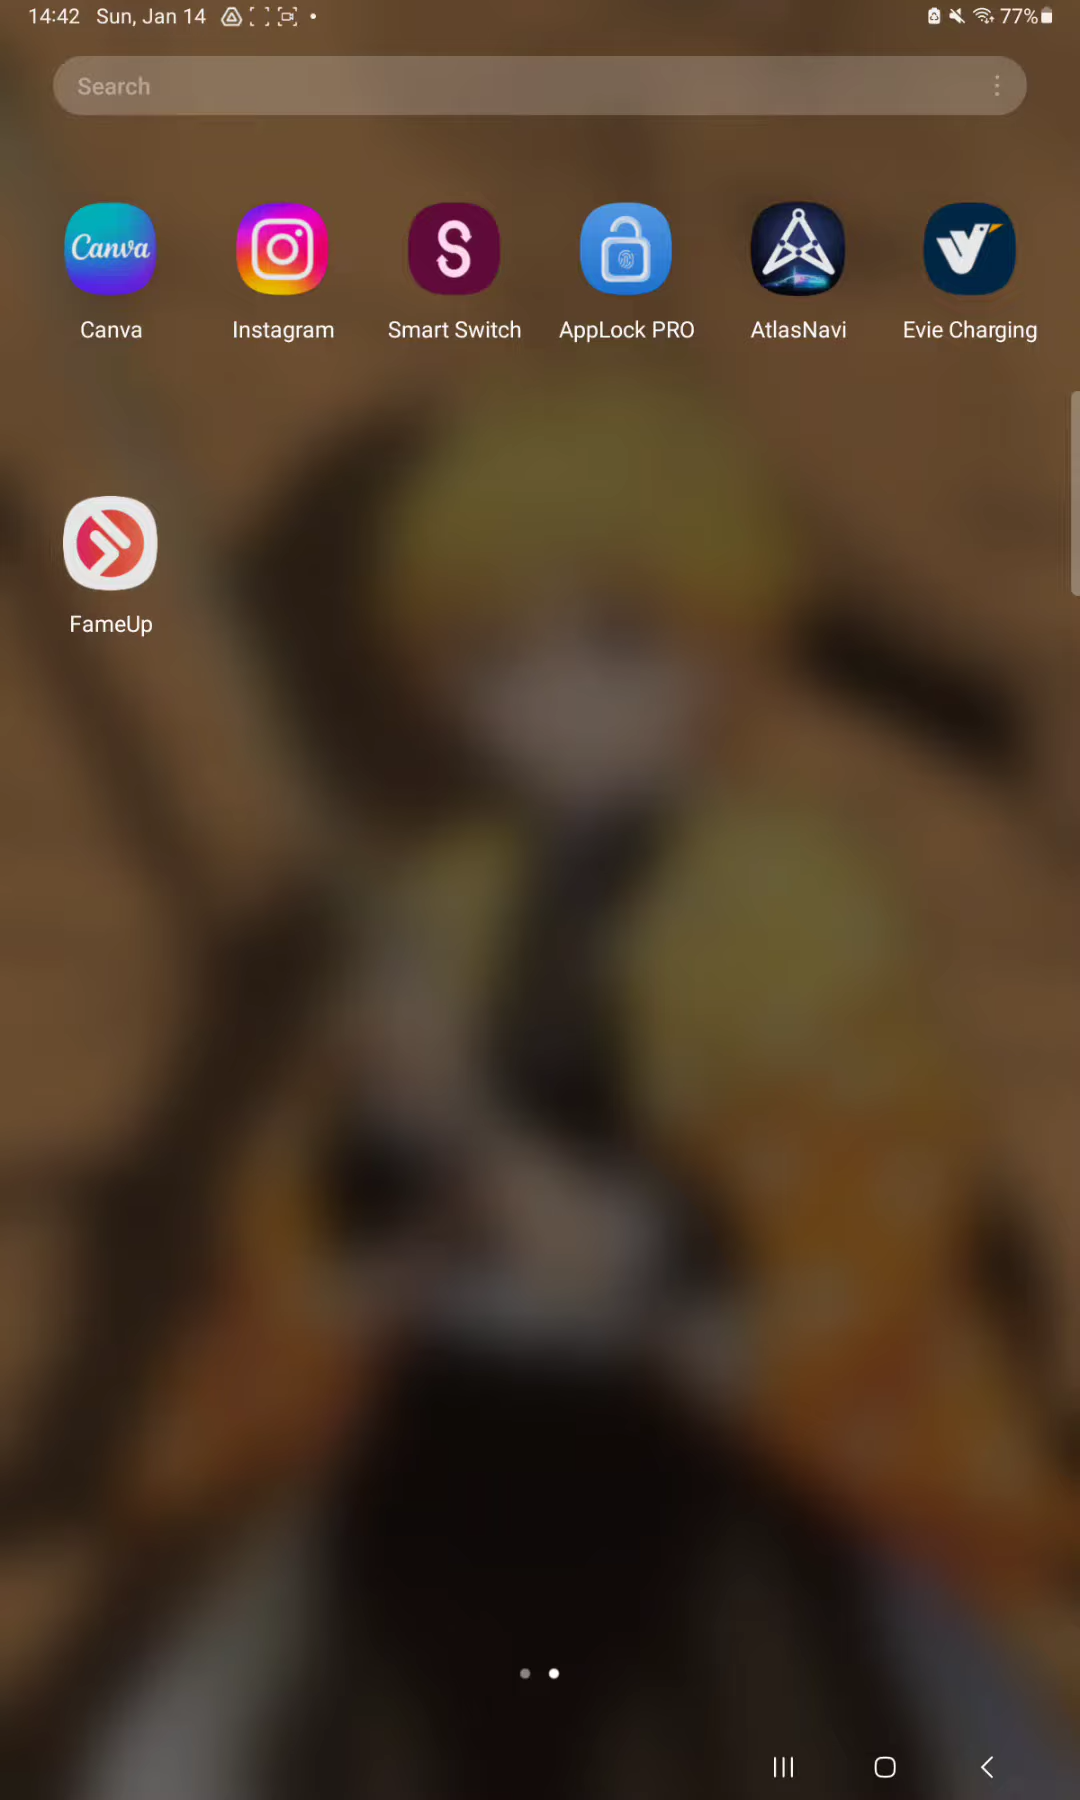 14:42 Sun, Jan 14 77%
Search
Canva
S
Canva Instagram Smart Switch AppLock PRO AtlasNavi Evie Charging
FameUp